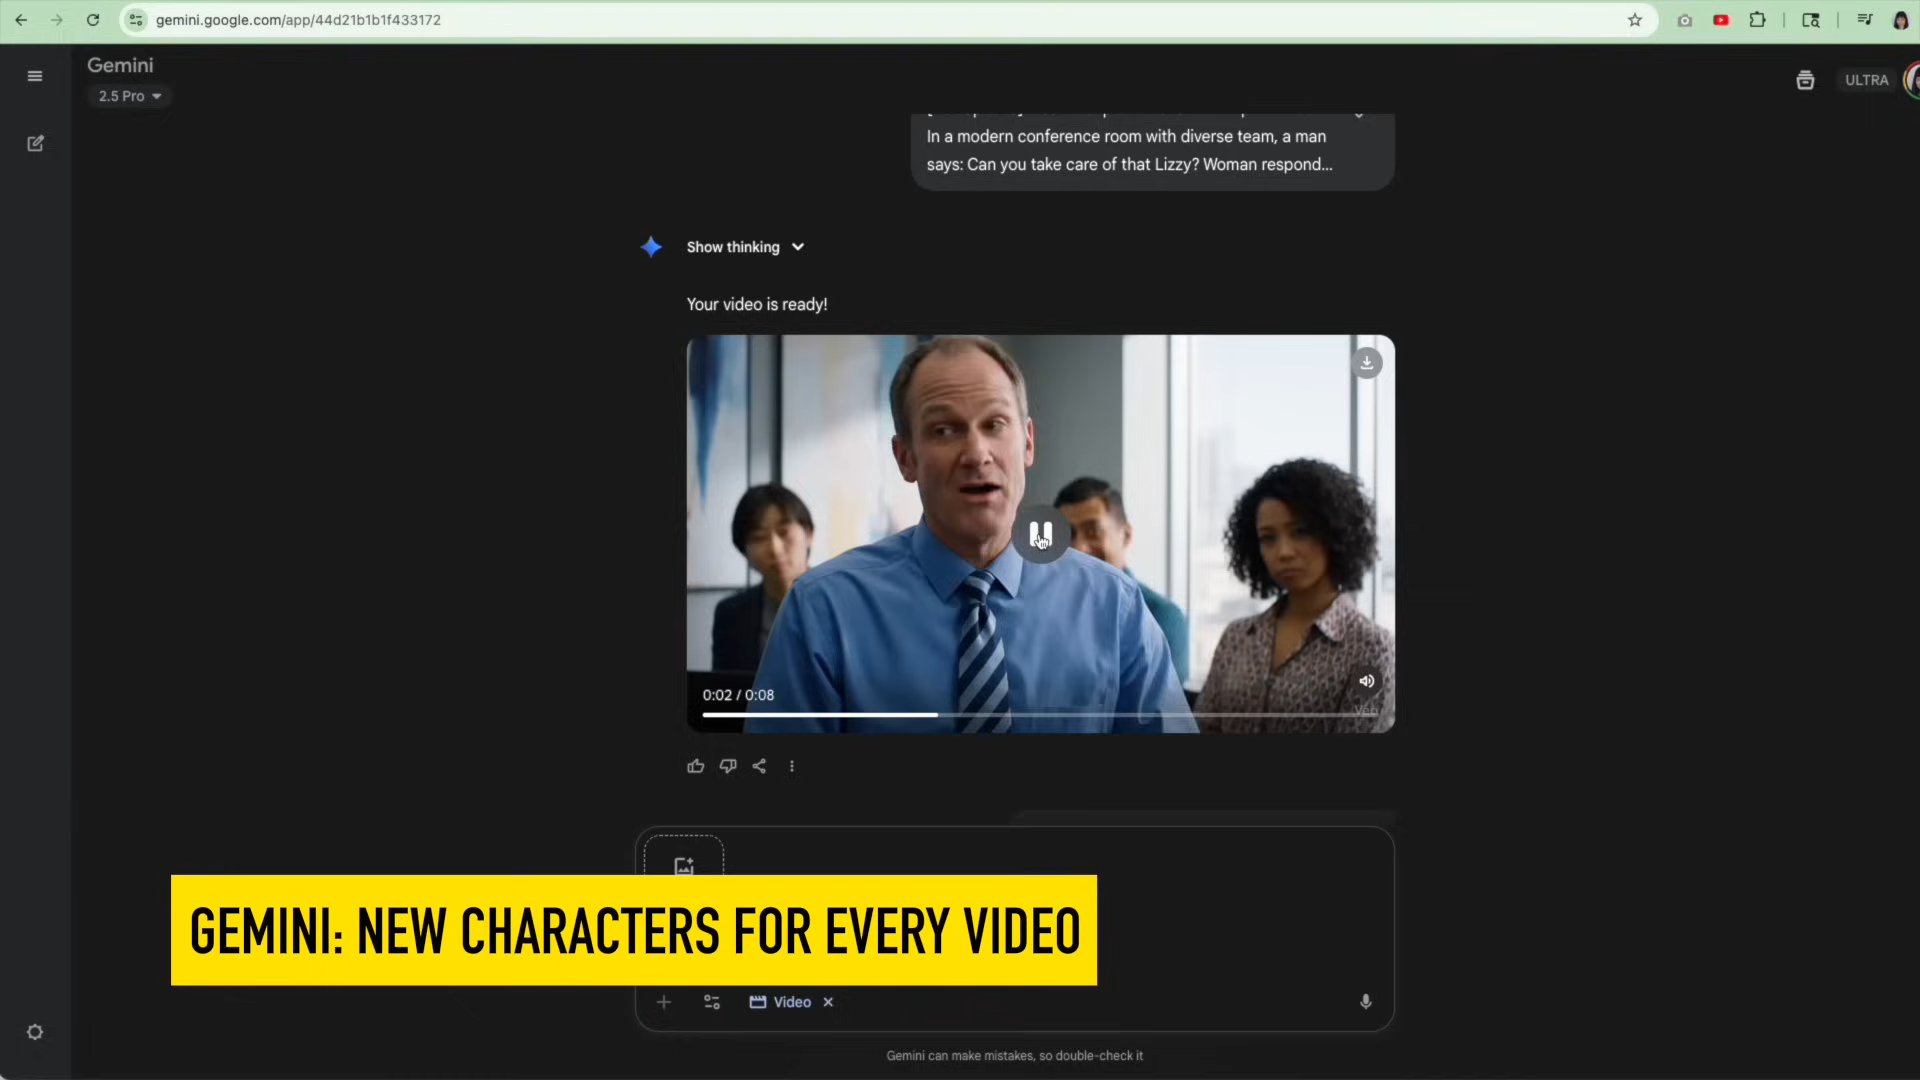 gemini.google.com/app/44d21b1b1f433172
Gemini
2.5 Pro
ULTRA
In a modern conference room with diverse team, a man
says: Can you take care of that Lizzy? Woman respond...
Show thinking
Your video is ready!
0:02 / 0:08
Veo
GEMINI: NEW CHARACTERS FOR EVERY VIDEO
Video
Gemini can make mistakes, so double-check it